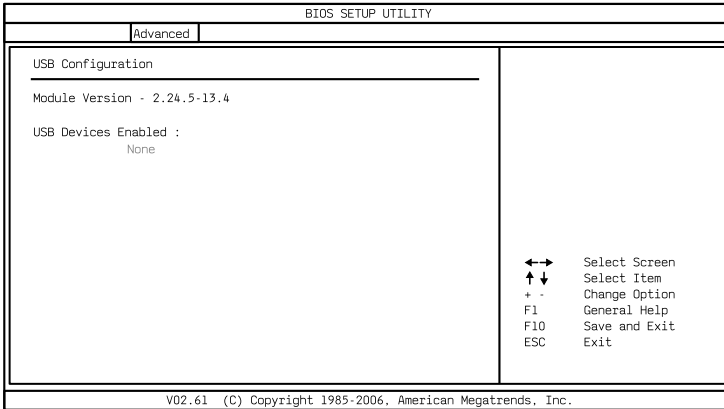 BIOS SETUP UTILITY
Advanced
USB Configuration
Module Version - 2.24.5-13.4
USB Devices Enabled :
None
Select Screen
Select Item
+ - Change Option
F1 General Help
F10 Save and Exit
ESC Exit
V02.61 (C) Copyright 1985-2006, American Megatrends, Inc.